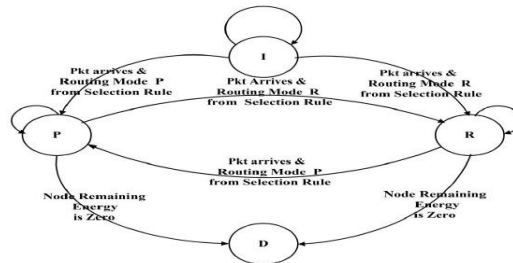 I
Pkt arrives &
Routing Mode P
from Selection Rule
Pkt Arrives &
Routing Mode R
from Selection Rule
Pkt arrives &
Routing Mode R
from Selection Rule
P
R
Pkt arrives &
Routing Mode P
from Selection Rule
Node Remaining
Energy
is Zero
Node Remaining
Energy
is Zero
D